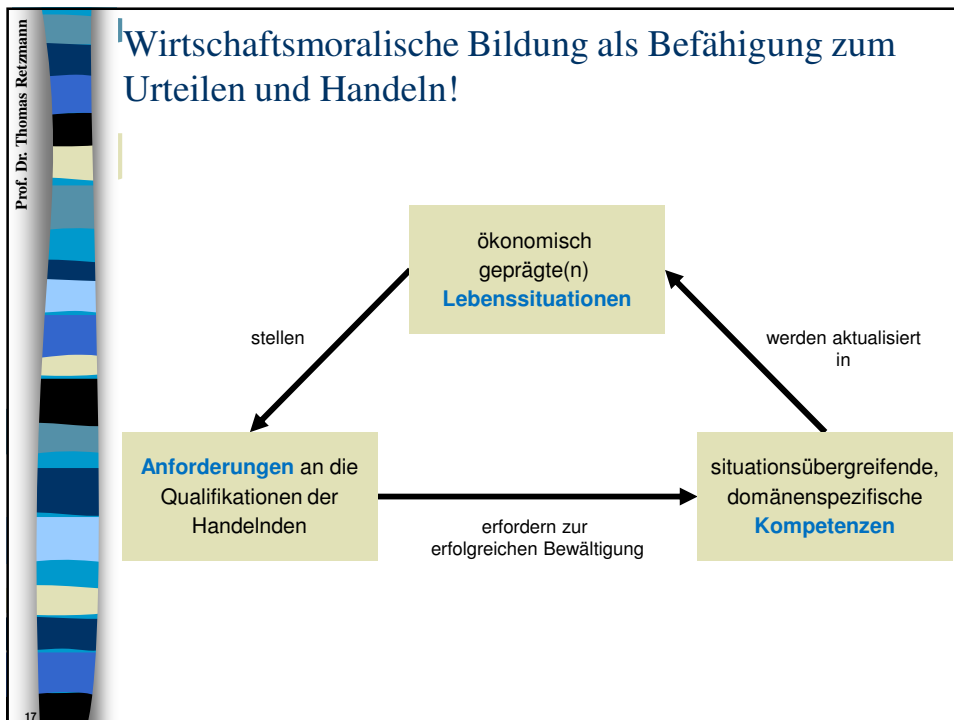 Prof. Dr. Thomas Retzmann
Wirtschaftsmoralische Bildung als Befähigung zum
Urteilen und Handeln!
ökonomisch
geprägte(n)
Lebenssituationen
stellen
werden aktualisiert
in
Anforderungen an die
Qualifikationen der
Handelnden
erfordern zur
erfolgreichen Bewältigung
situationsübergreifende,
domänenspezifische
Kompetenzen
17